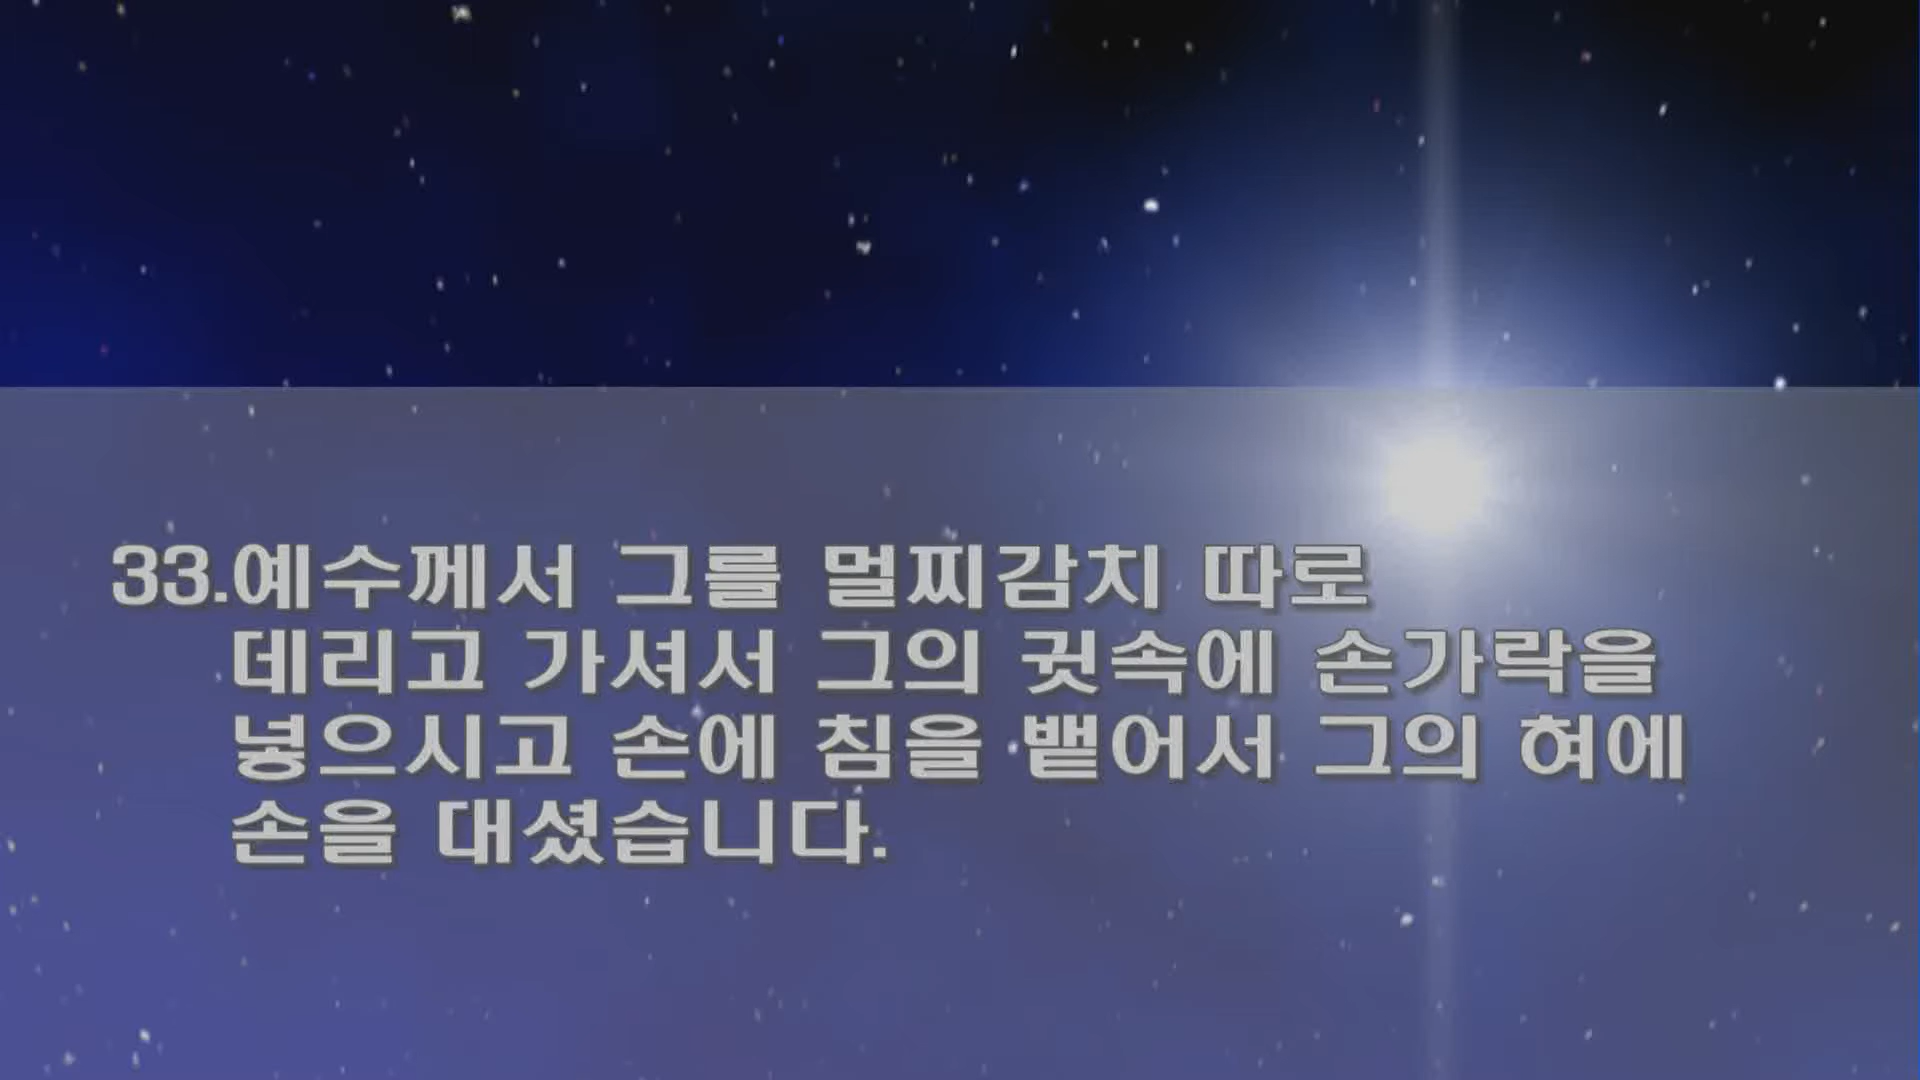 33.예수께서 그를 멀찌감치 따로
데리고 가셔서 그의 귓속에 손가락을
넣으시고 손에 침을 뱉어서 그의 혀에
손을 대셨습니다.